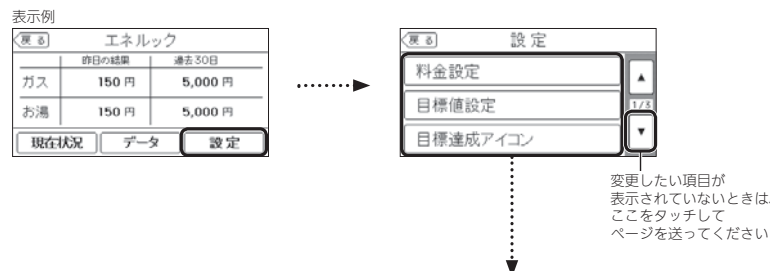 表示例
戻る エネルック
昨日の結果 過去30日
ガス 150 円 5,000 円
お湯 150 円 5,000 円
現在状況 データ 設定
戻る 設定
料金設定
▲
目標値設定
1/3
目標達成アイコン
▼
変更したい項目が
表示されていないときは、
ここをタッチして
ページを送ってください